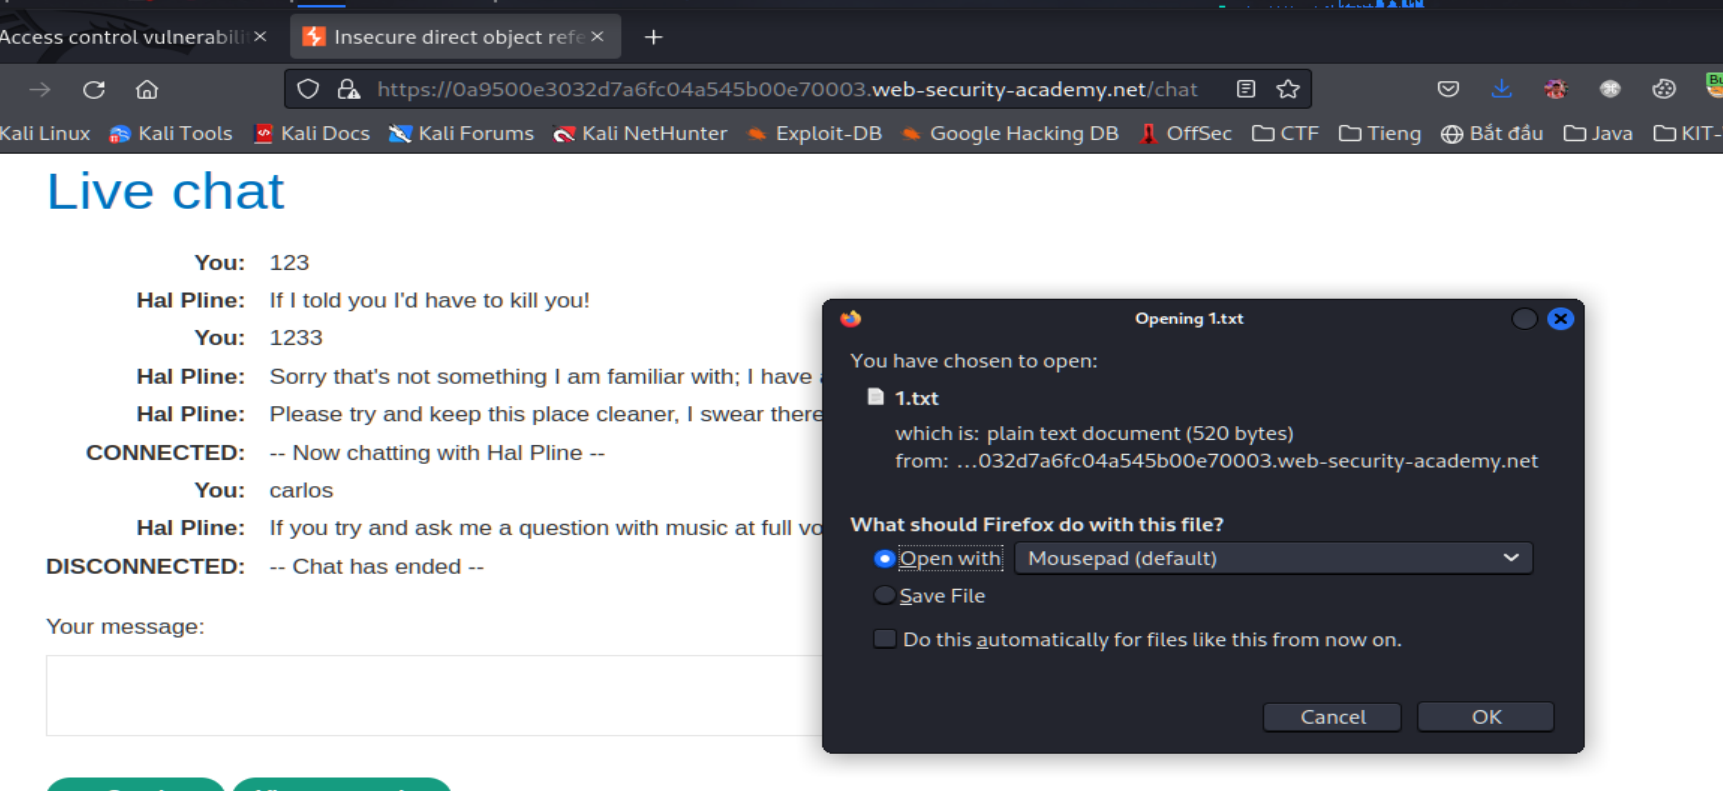 Access control vulnerabili
Insecure direct object refe
https://0a9500e3032d7a6fc04a545b00e70003.web-security-academy.net/chat
Kali Linux Kali Tools Kali Docs Kali Forums Kali NetHunter Exploit-DB Google Hacking DB OffSec CTF Tieng Bắt đầu Java KIT-
Live chat
You: 123
Hal Pline: If I told you I'd have to kill you!
You: 1233
Hal Pline: Sorry that's not something I am familiar with; I have
Hal Pline: Please try and keep this place cleaner, I swear there
CONNECTED: -- Now chatting with Hal Pline --
You: carlos
Hal Pline: If you try and ask me a question with music at full vo
DISCONNECTED: -- Chat has ended --
Your message:
Opening 1.txt
You have chosen to open:
1.txt
which is: plain text document (520 bytes)
from: …032d7a6fc04a545b00e70003.web-security-academy.net
What should Firefox do with this file?
Open with Mousepad (default)
Save File
Do this automatically for files like this from now on.
Cancel OK